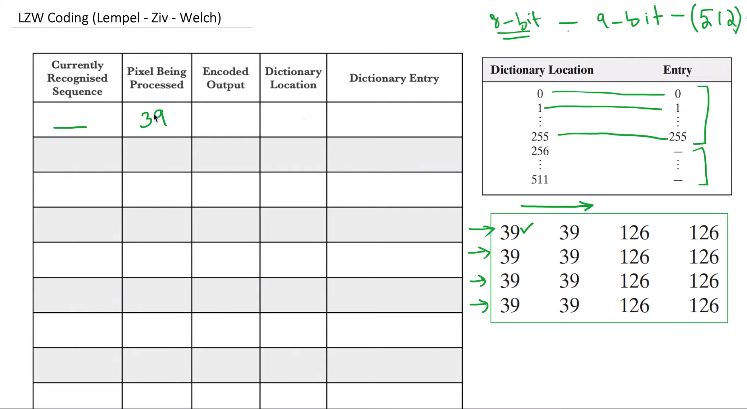 LZW Coding (Lempel - Ziv - Welch)
8-bit - 9-bit - (512)
Currently Recognised Sequence
Pixel Being Processed
Encoded Output
Dictionary Location
Dictionary Entry
— 39
Dictionary Location Entry
0 0
1 1
⋮ ⋮
255 255
256 —
⋮ ⋮
511 —
39 ✓ 39 126 126
39 39 126 126
39 39 126 126
39 39 126 126